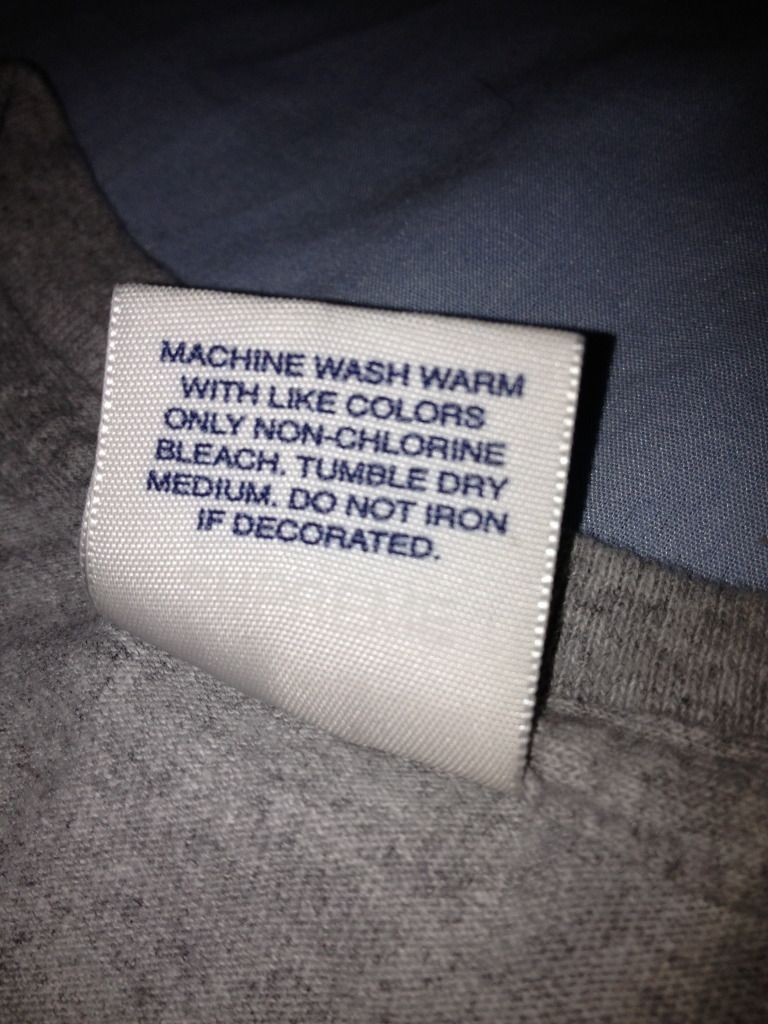 MACHINE WASH WARM
WITH LIKE COLORS
ONLY NON-CHLORINE
BLEACH. TUMBLE DRY
MEDIUM. DO NOT IRON
IF DECORATED.